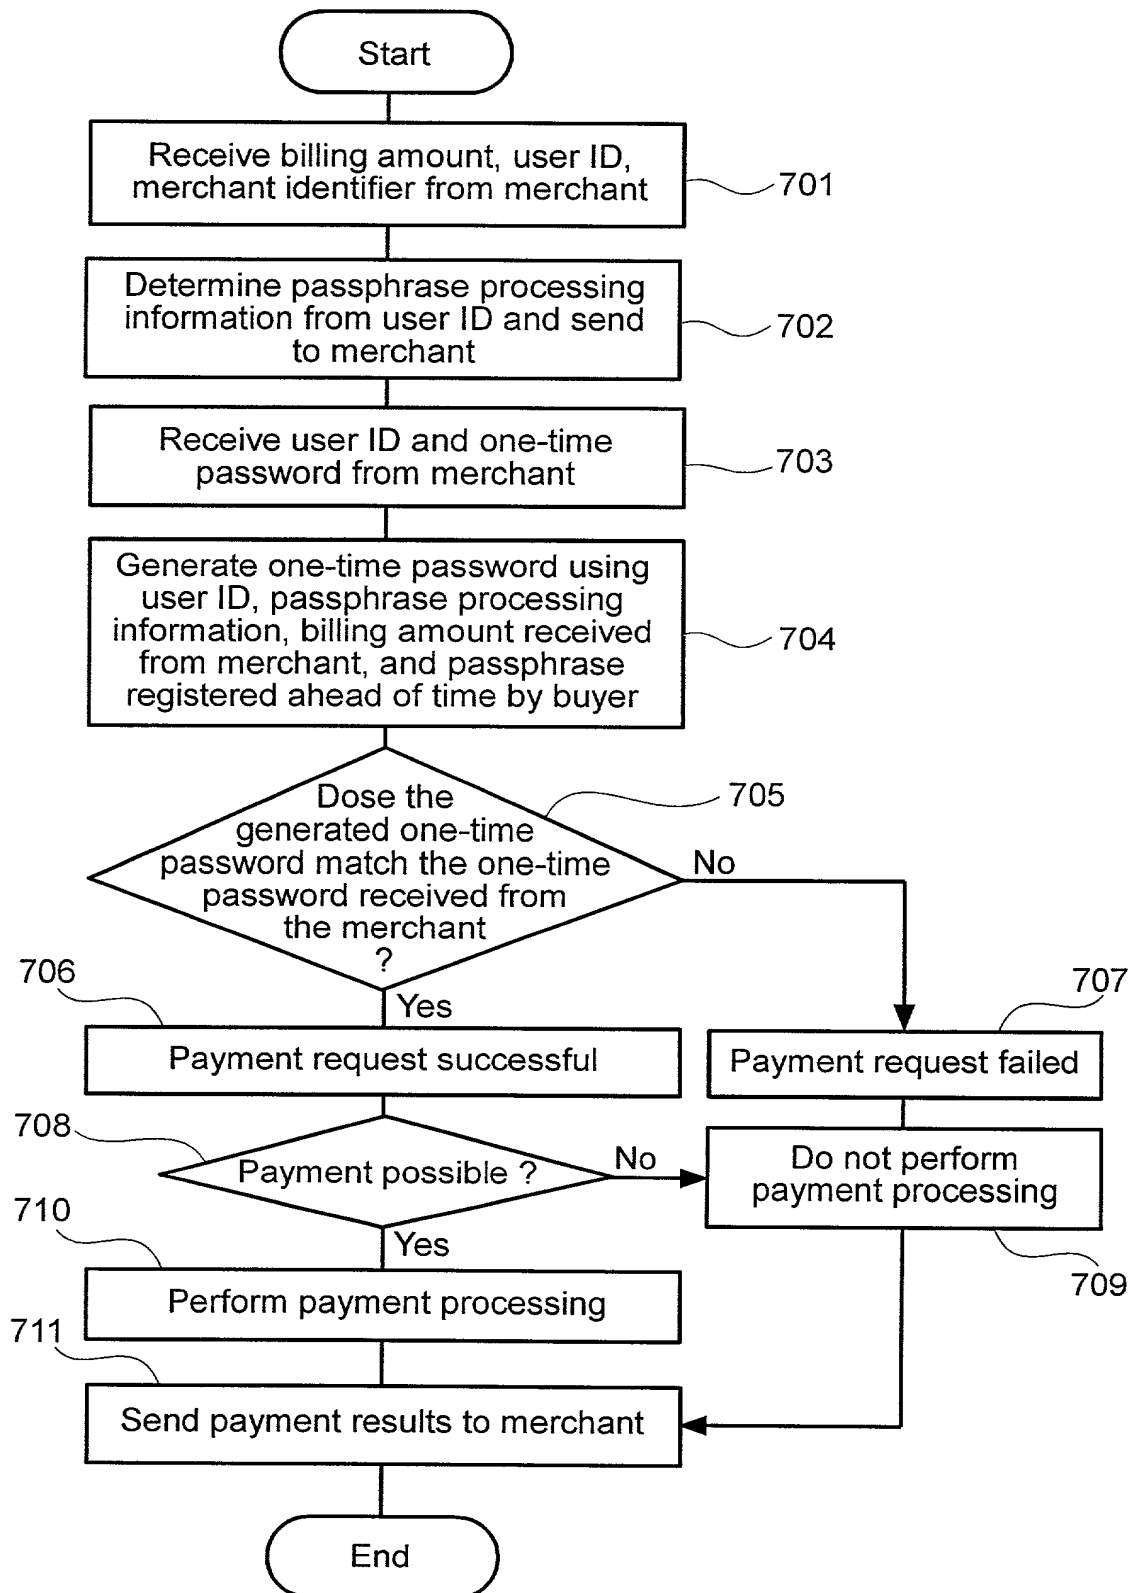 Start
Receive billing amount, user ID,
merchant identifier from merchant
701
Determine passphrase processing
information from user ID and send
to merchant
702
Receive user ID and one-time
password from merchant
703
Generate one-time password using
user ID, passphrase processing
information, billing amount received
from merchant, and passphrase
registered ahead of time by buyer
704
Dose the
generated one-time
password match the one-time
password received from
the merchant
?
705
No
Yes
706
Payment request successful
707
Payment request failed
708
Payment possible ?
No
Do not perform
payment processing
709
Yes
710
Perform payment processing
711
Send payment results to merchant
End